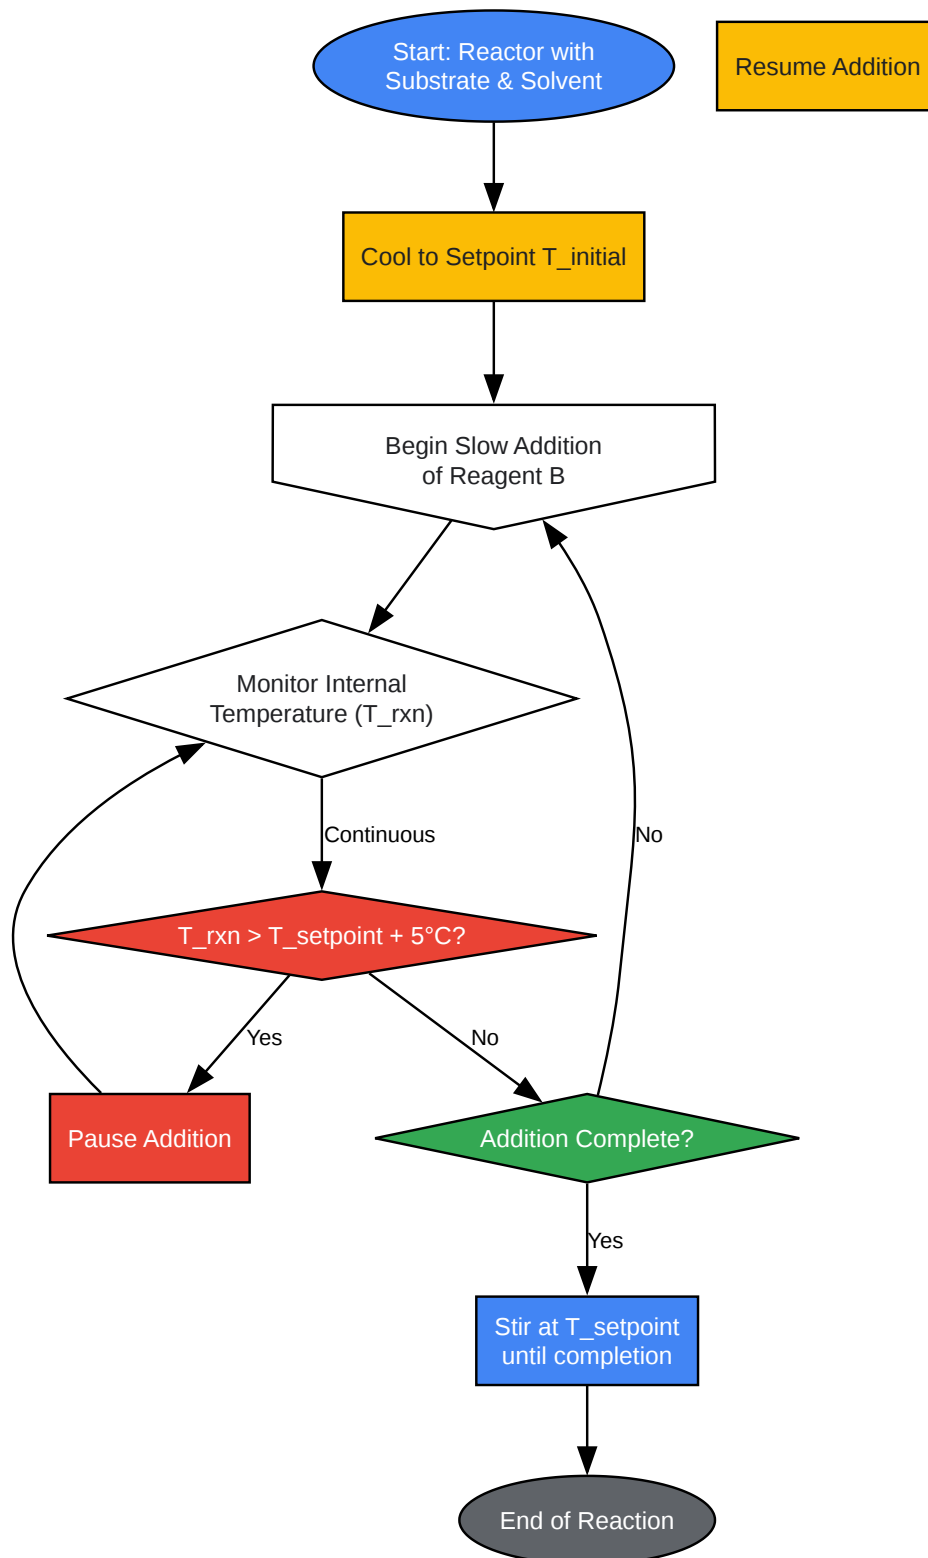 Start: Reactor with
Substrate & Solvent
Resume Addition
Cool to Setpoint T_initial
Begin Slow Addition
of Reagent B
Monitor Internal
Temperature (T_rxn)
Continuous
No
T_rxn > T_setpoint + 5°C?
Yes
No
Pause Addition
Addition Complete?
Yes
Stir at T_setpoint
until completion
End of Reaction